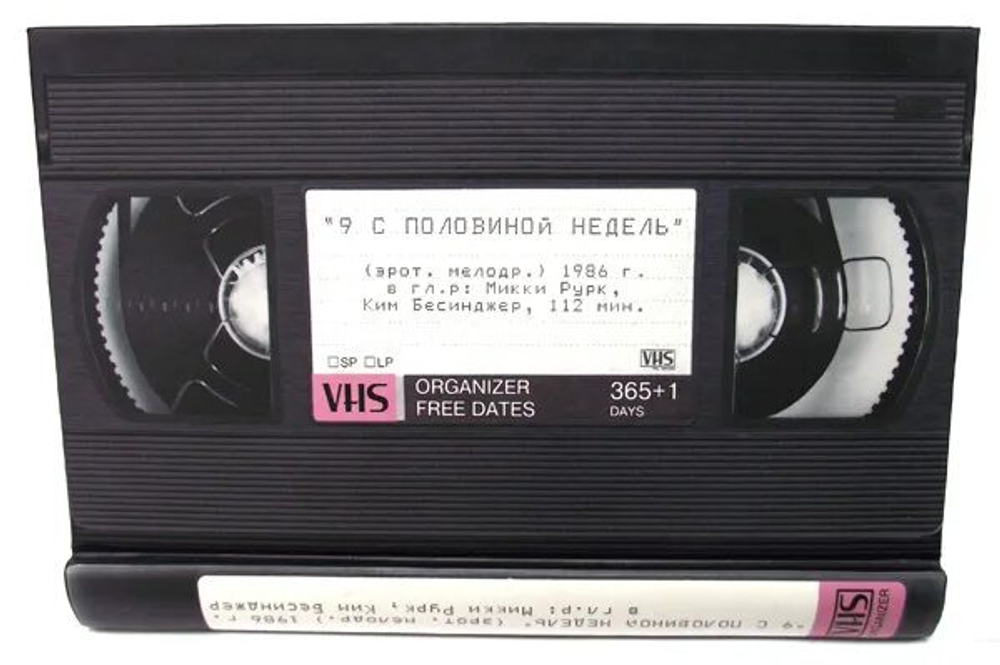 "9 С ПОЛОВИНОЙ НЕДЕЛЬ"
(эрот. мелодр.) 1986 г.
в гл.р: Микки Рурк,
Ким Бесинджер, 112 мин.
SP LP
VHS
VHS
ORGANIZER
FREE DATES
365+1
DAYS
"9 С ПОЛОВИНОЙ НЕДЕЛЬ" (эрот. мелодр.) 1986 г.
в гл.р: Микки Рурк, Ким Бесинджер
VHS
ORGANIZER